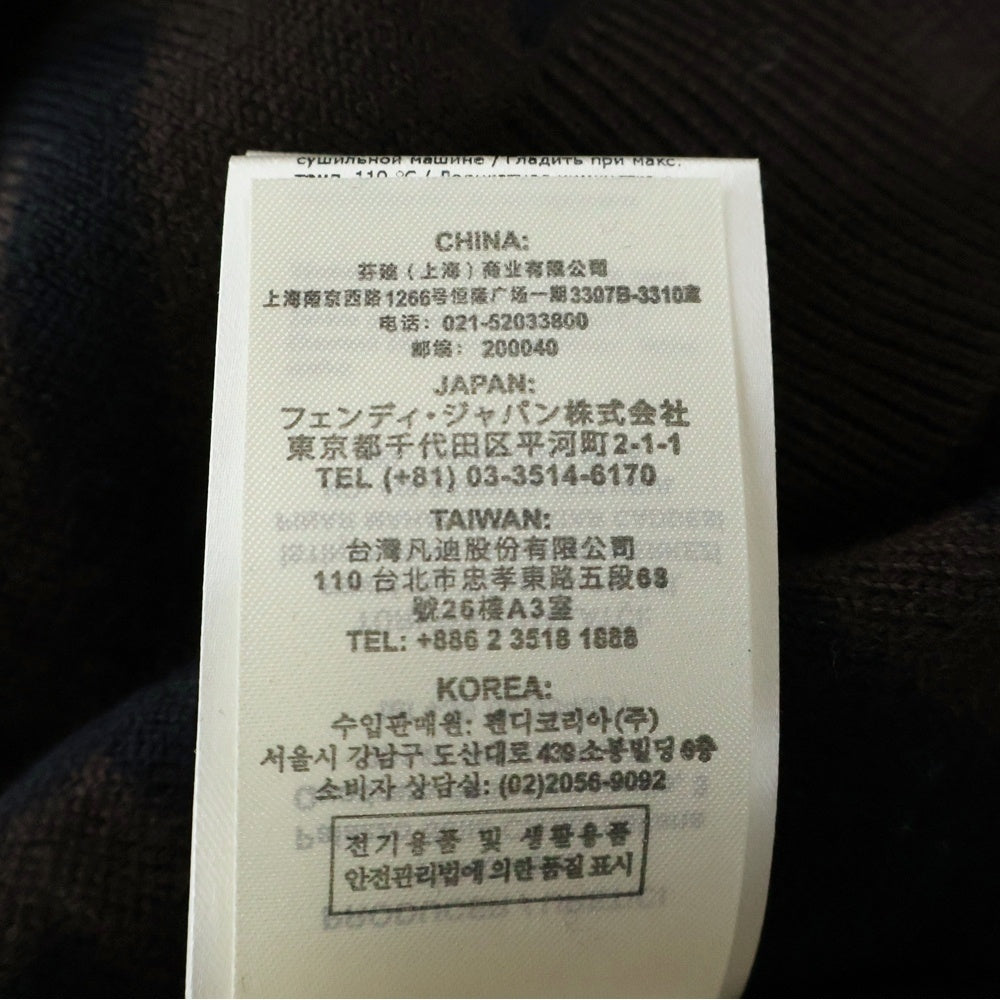 сушильной машине / Гладить при макс.
CHINA:
芬迪（上海）商业有限公司
上海南京西路1266号恒隆广场一期3307B-3310室
电话：021-52033800
邮编：200040
JAPAN:
フェンディ・ジャパン株式会社
東京都千代田区平河町2-1-1
TEL (+81) 03-3514-6170
TAIWAN:
台灣凡迪股份有限公司
110 台北市忠孝東路五段68
號26樓A3室
TEL: +886 2 3518 1888
KOREA:
수입판매원: 펜디코리아(주)
서울시 강남구 도산대로 439 소봉빌딩 6층
소비자 상담실: (02)2056-9092
전기용품 및 생활용품
안전관리법에 의한 품질 표시